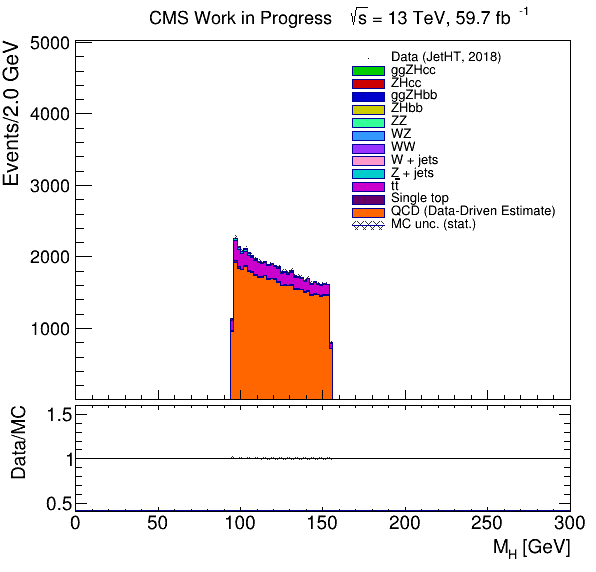 CMS Work in Progress √s = 13 TeV, 59.7 fb -1
Events/2.0 GeV
5000
4000
3000
2000
1000
Data (JetHT, 2018)
ggZHcc
ZHcc
ggZHbb
ZHbb
ZZ
WZ
WW
W + jets
Z + jets
tt̅
Single top
QCD (Data-Driven Estimate)
MC unc. (stat.)
Data/MC
1.5
1
0.5
0 50 100 150 200 250 300
M_H [GeV]